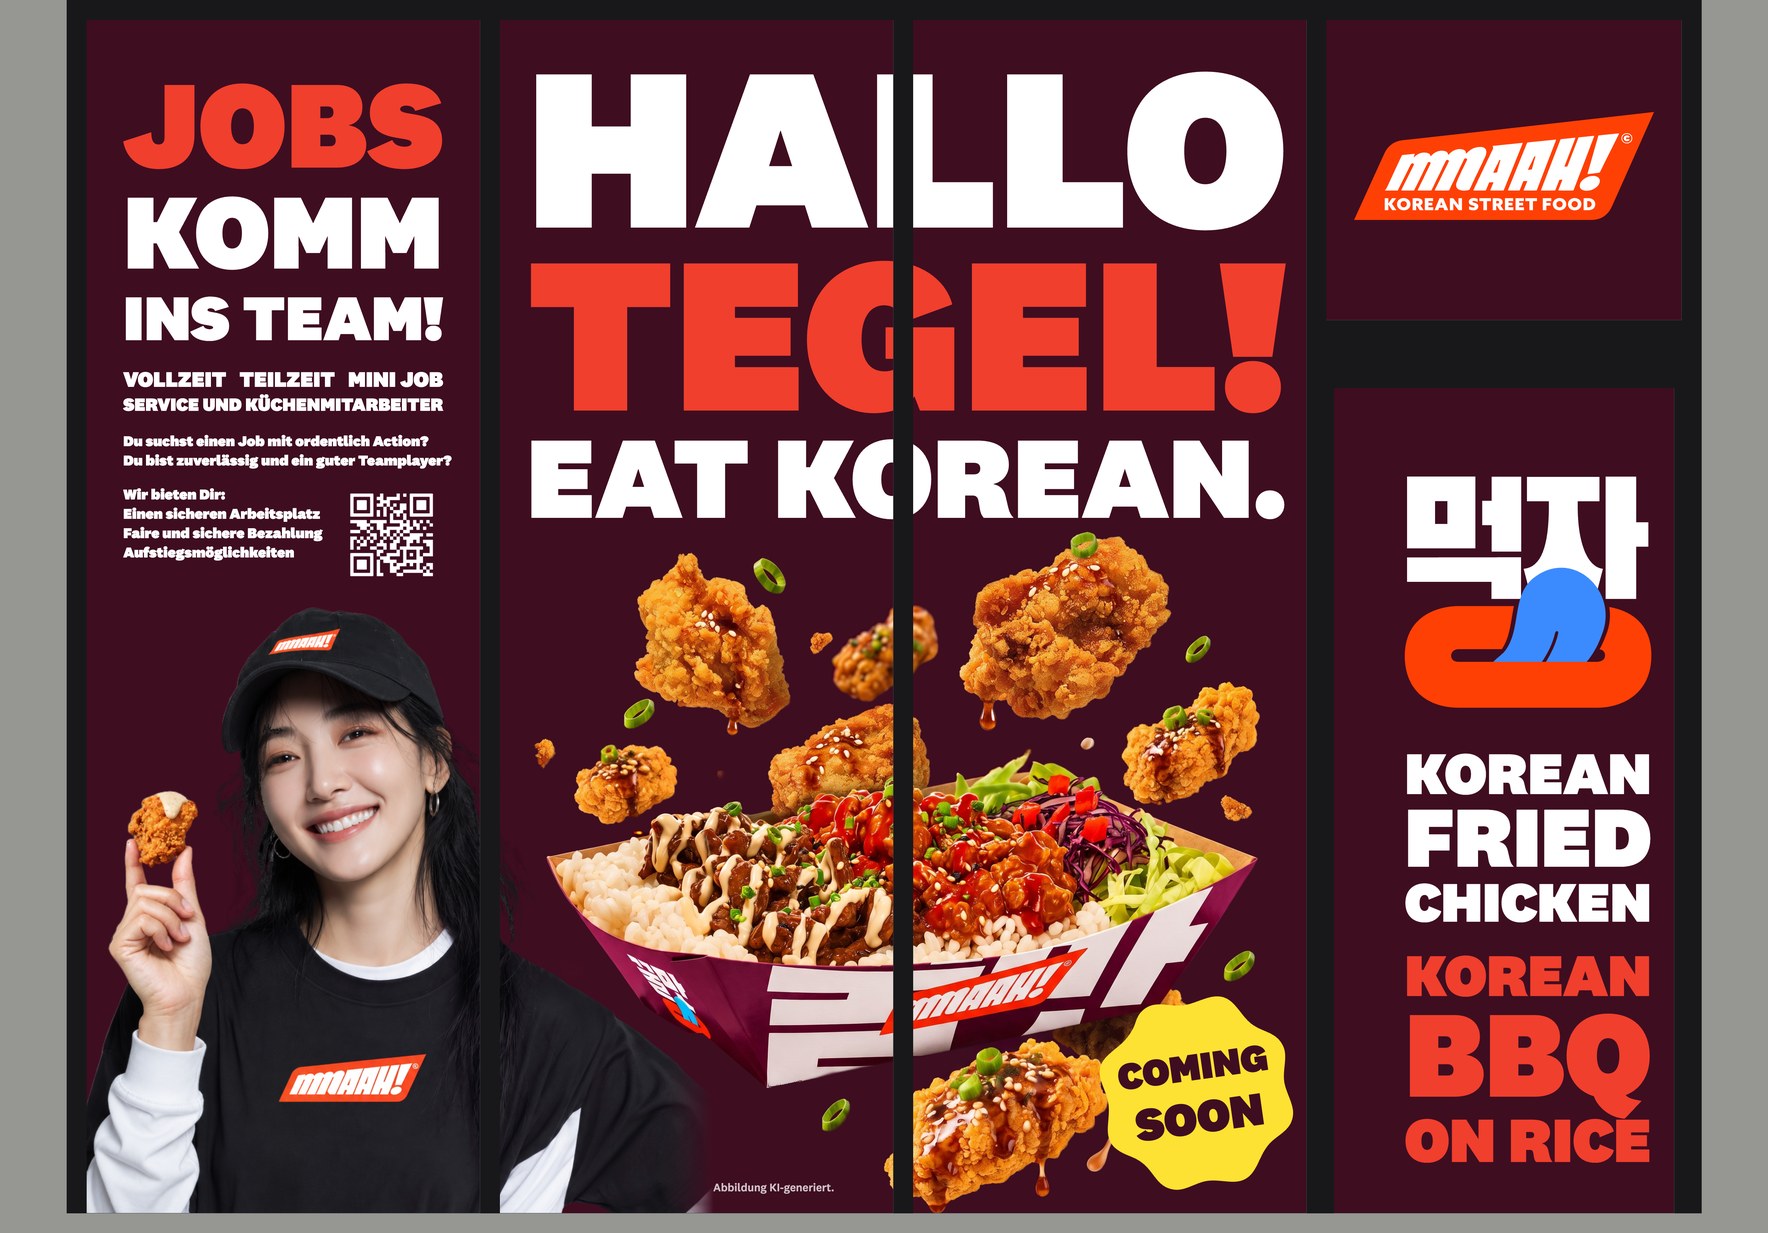 JOBS
KOMM
INS TEAM!
VOLLZEIT TEILZEIT MINI JOB
SERVICE UND KÜCHENMITARBEITER
Du suchst einen Job mit ordentlich Action?
Du bist zuverlässig und ein guter Teamplayer?
Wir bieten Dir:
Einen sicheren Arbeitsplatz
Faire und sichere Bezahlung
Aufstiegsmöglichkeiten
MMAAH!
MMAAH!
HALLO
TEGEL!
EAT KOREAN.
MMAAH!
COMING
SOON
Abbildung KI-generiert.
MMAAH!©
KOREAN STREET FOOD
먹자
KOREAN
FRIED
CHICKEN
KOREAN
BBQ
ON RICE